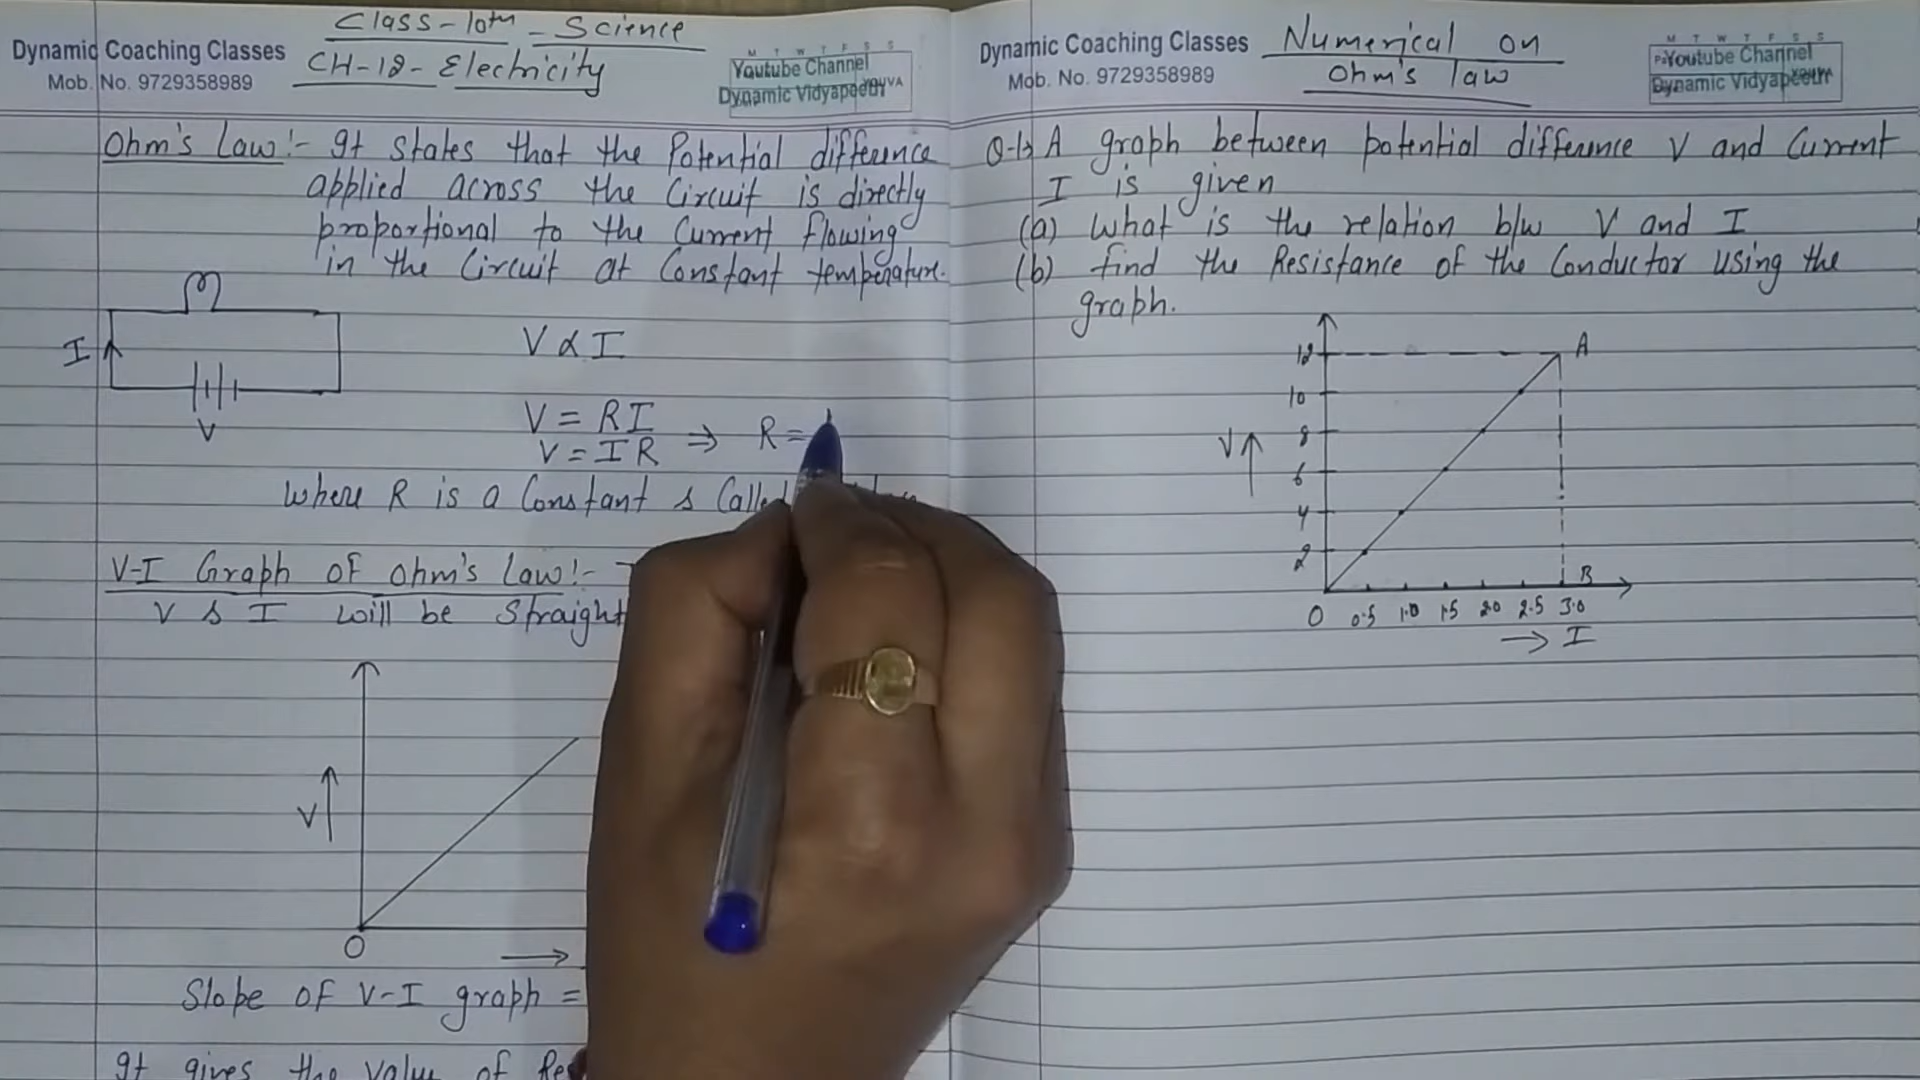 Class-10th - Science
Dynamic Coaching Classes
CH-12 - Electricity
Mob. No. 9729358989
M T W T F S S
Youtube Channel
YOUVA
Dynamic Vidyapeeth
Ohm's Law:- It states that the Potential difference
applied across the Circuit is directly
proportional to the Current flowing
in the Circuit at Constant temperature.
I
V
V ∝ I
V = RI
V = IR ⇒ R =
Where R is a Constant & Called
V-I Graph Of Ohm's Law:-
V & I will be Straight
V
O
Slope OF V-I graph =
It gives the value of
Dynamic Coaching Classes
Numerical on
Ohm's law
Mob. No. 9729358989
M T W T F S S
Youtube Channel
Dynamic Vidyapeeth
Q-1) A graph between potential difference V and Current
I is given
(a) What is the relation b/w V and I
(b) find the Resistance of the Conductor using the
graph.
12
A
10
V
8
6
4
2
B
O 0.5 1.0 1.5 2.0 2.5 3.0
→ I